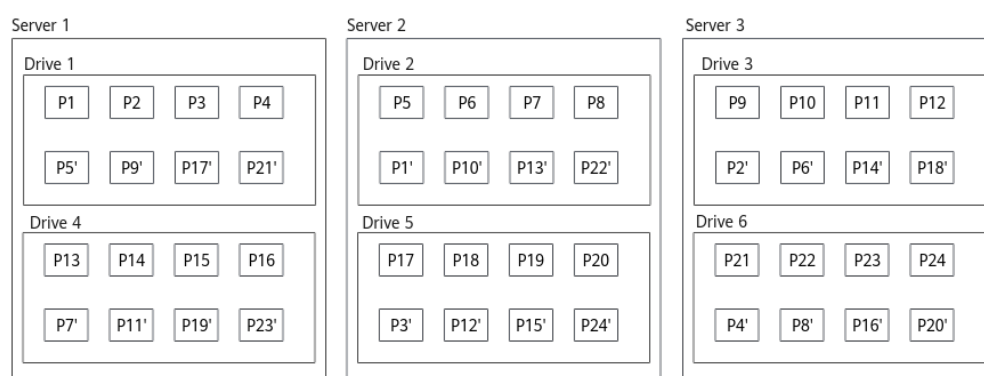 Server 1
Server 2
Server 3
Drive 1
Drive 2
Drive 3
P1 P2 P3 P4
P5 P6 P7 P8
P9 P10 P11 P12
P5' P9' P17' P21'
P1' P10' P13' P22'
P2' P6' P14' P18'
Drive 4
Drive 5
Drive 6
P13 P14 P15 P16
P17 P18 P19 P20
P21 P22 P23 P24
P7' P11' P19' P23'
P3' P12' P15' P24'
P4' P8' P16' P20'